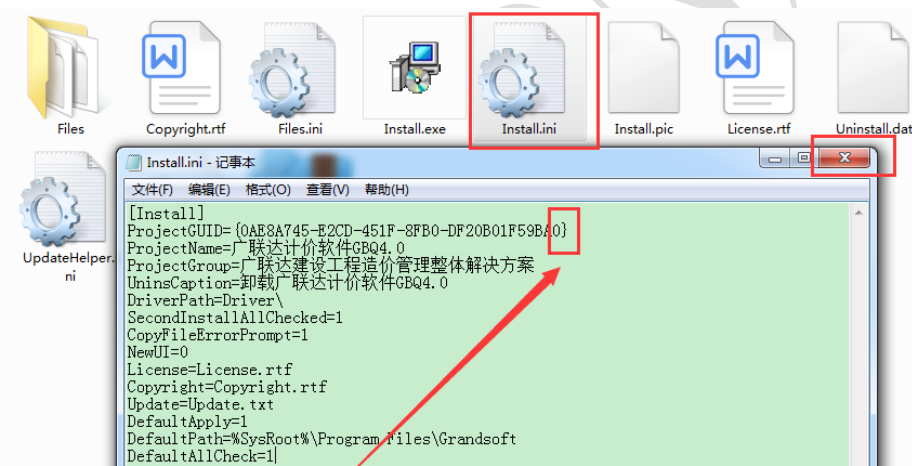 Files
Copyright.rtf
Files.ini
Install.exe
Install.ini
Install.pic
License.rtf
Uninstall.dat
UpdateHelper.
ni
Install.ini - 记事本
文件(F) 编辑(E) 格式(O) 查看(V) 帮助(H)
[Install]
ProjectGUID={0AE8A745-E2CD-451F-8FB0-DF20B01F59BA0}
ProjectName=广联达计价软件GBQ4.0
ProjectGroup=广联达建设工程造价管理整体解决方案
UninsCaption=卸载广联达计价软件GBQ4.0
DriverPath=Driver\
SecondInstallAllChecked=1
CopyFileErrorPrompt=1
NewUI=0
License=License.rtf
Copyright=Copyright.rtf
Update=Update.txt
DefaultApply=1
DefaultPath=%SysRoot%\Program Files\Grandsoft
DefaultAllCheck=1